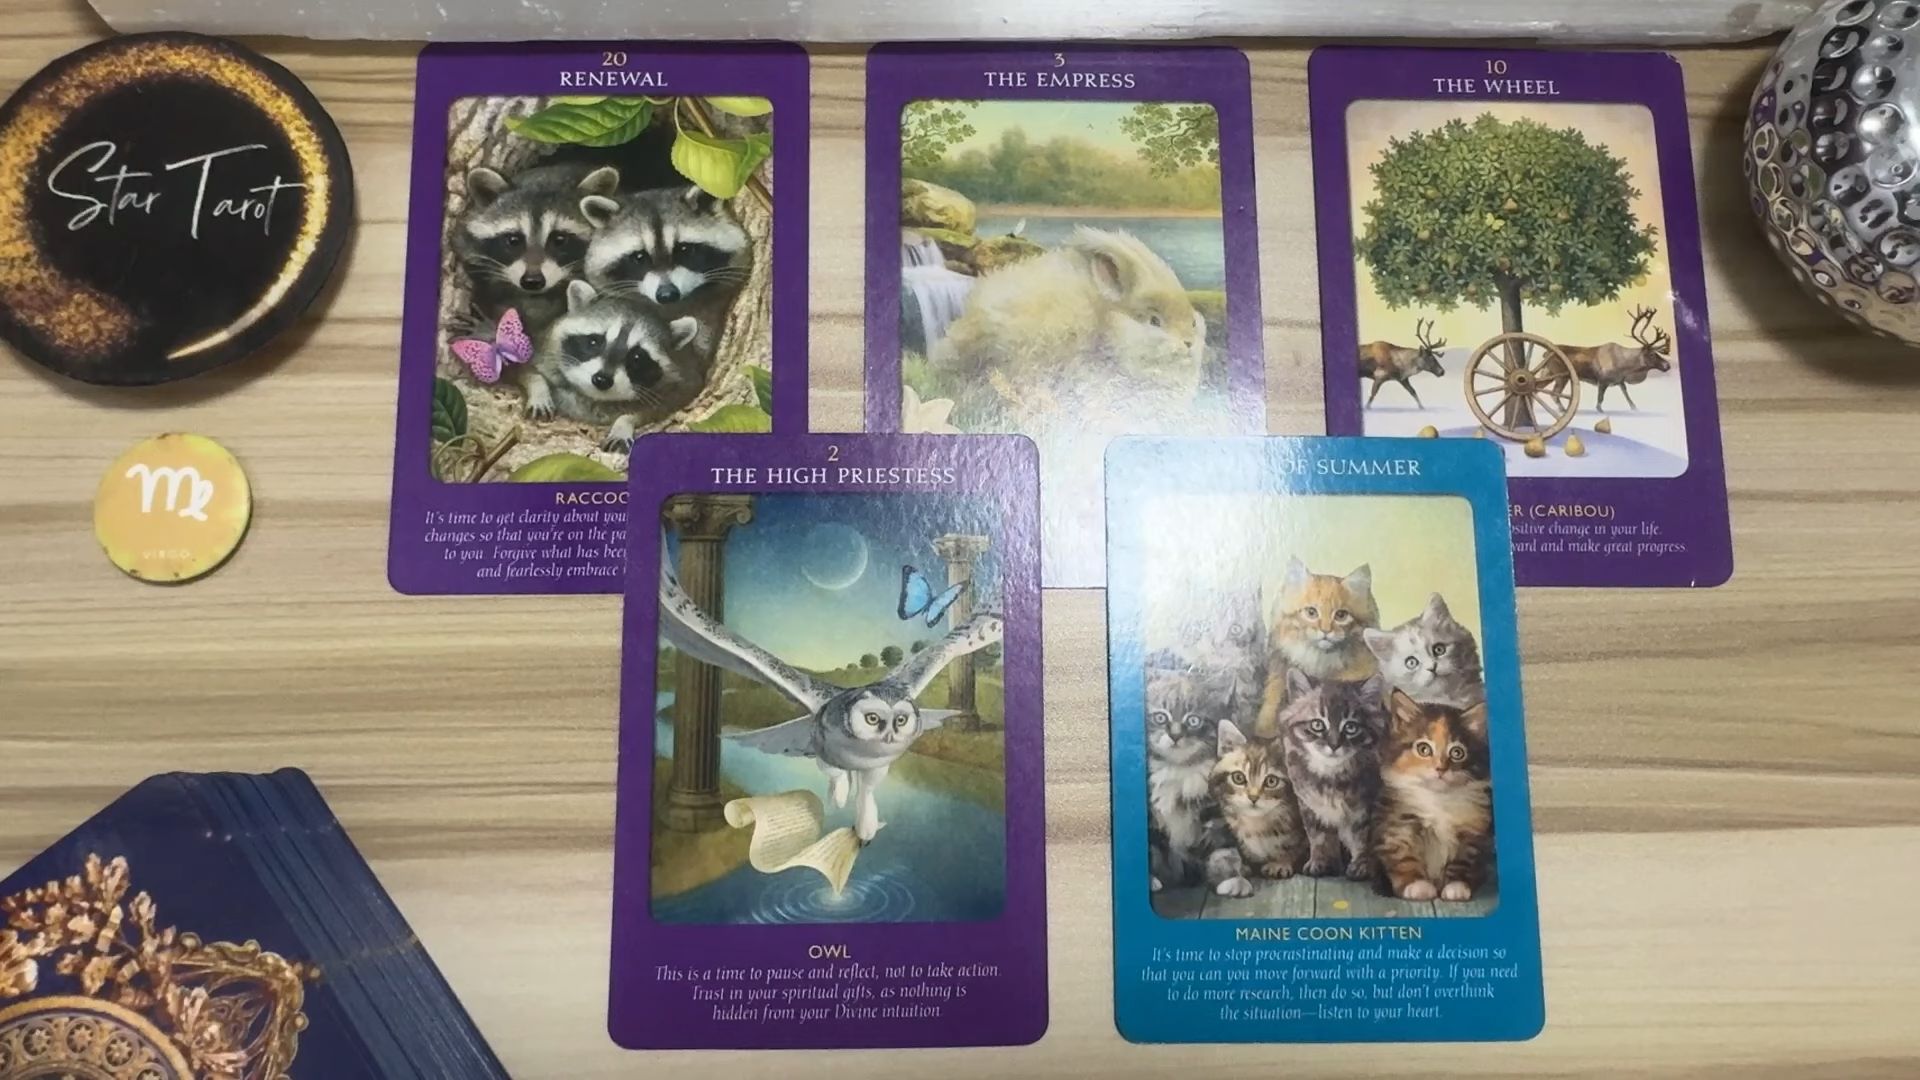 Star Tarot
20
RENEWAL
3
THE EMPRESS
10
THE WHEEL
VIRGO
RACCOO
It's time to get clarity about you
changes so that you're on the pa
to you. Forgive what has bee
and fearlessly embrace
ER (CARIBOU)
ositive change in your life.
ward and make great progress.
2
THE HIGH PRIESTESS
OWL
This is a time to pause and reflect, not to take action.
Trust in your spiritual gifts, as nothing is
hidden from your Divine intuition.
OF SUMMER
MAINE COON KITTEN
It's time to stop procrastinating and make a decision so
that you can you move forward with a priority. If you need
to do more research, then do so, but don't overthink
the situation—listen to your heart.